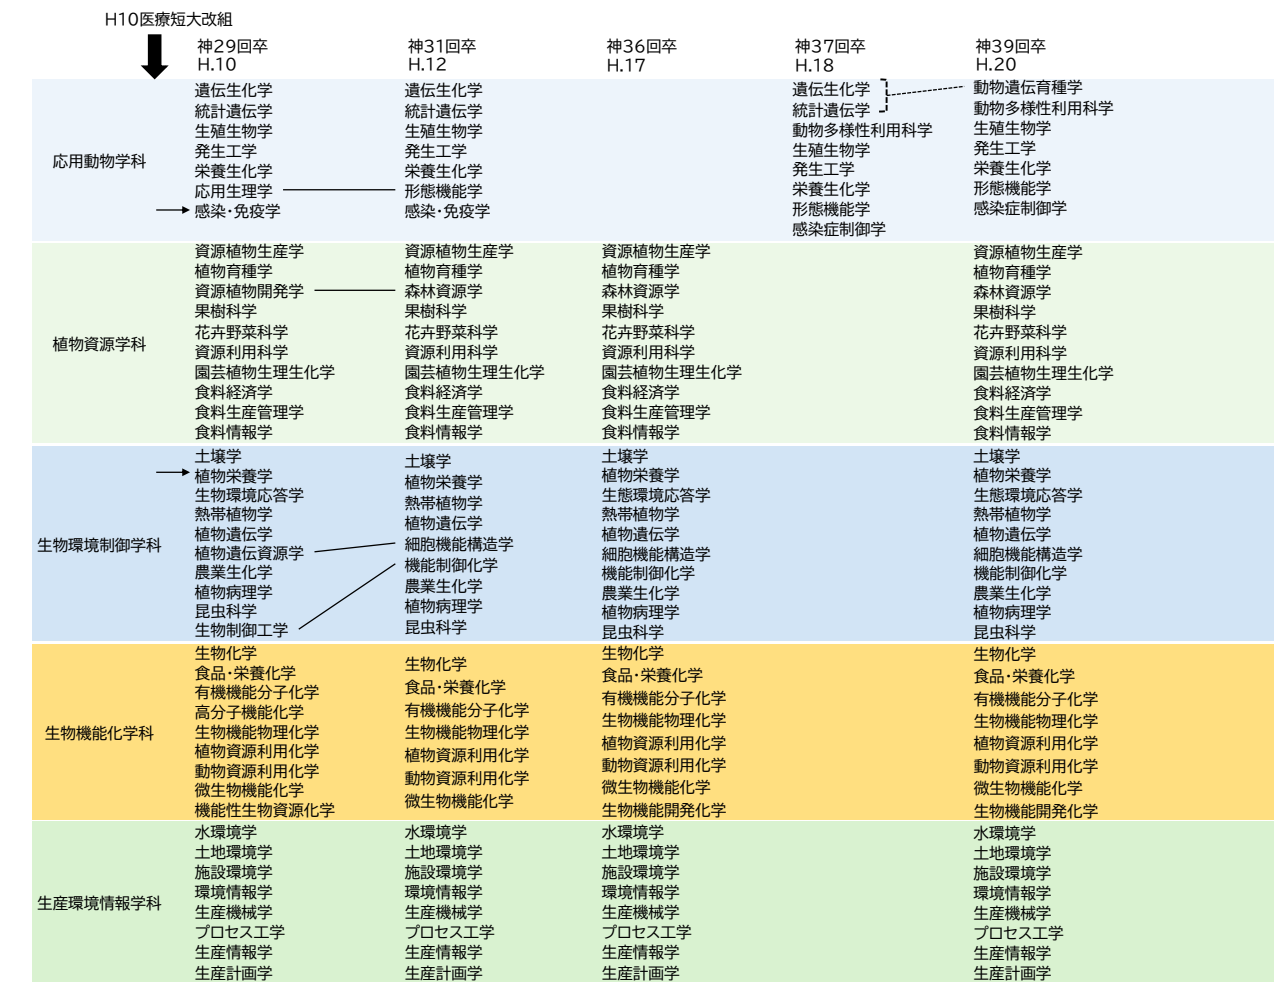 H10医療短大改組
神29回卒
H.10
神31回卒
H.12
神36回卒
H.17
神37回卒
H.18
神39回卒
H.20
応用動物学科
遺伝生化学
統計遺伝学
生殖生物学
発生工学
栄養生化学
応用生理学
感染・免疫学
遺伝生化学
統計遺伝学
生殖生物学
発生工学
栄養生化学
形態機能学
感染・免疫学
遺伝生化学
統計遺伝学
動物多様性利用科学
生殖生物学
発生工学
栄養生化学
形態機能学
感染症制御学
動物遺伝育種学
動物多様性利用科学
生殖生物学
発生工学
栄養生化学
形態機能学
感染症制御学
植物資源学科
資源植物生産学
植物育種学
資源植物開発学
果樹科学
花卉野菜科学
資源利用科学
園芸植物生理生化学
食料経済学
食料生産管理学
食料情報学
資源植物生産学
植物育種学
森林資源学
果樹科学
花卉野菜科学
資源利用科学
園芸植物生理生化学
食料経済学
食料生産管理学
食料情報学
資源植物生産学
植物育種学
森林資源学
果樹科学
花卉野菜科学
資源利用科学
園芸植物生理生化学
食料経済学
食料生産管理学
食料情報学
資源植物生産学
植物育種学
森林資源学
果樹科学
花卉野菜科学
資源利用科学
園芸植物生理生化学
食料経済学
食料生産管理学
食料情報学
生物環境制御学科
土壌学
植物栄養学
生物環境応答学
熱帯植物学
植物遺伝学
植物遺伝資源学
農業生化学
植物病理学
昆虫科学
生物制御工学
土壌学
植物栄養学
熱帯植物学
植物遺伝学
細胞機能構造学
機能制御化学
農業生化学
植物病理学
昆虫科学
土壌学
植物栄養学
生態環境応答学
熱帯植物学
植物遺伝学
細胞機能構造学
機能制御化学
農業生化学
植物病理学
昆虫科学
土壌学
植物栄養学
生態環境応答学
熱帯植物学
植物遺伝学
細胞機能構造学
機能制御化学
農業生化学
植物病理学
昆虫科学
生物機能化学科
生物化学
食品・栄養化学
有機機能分子化学
高分子機能化学
生物機能物理化学
植物資源利用化学
動物資源利用化学
微生物機能化学
機能性生物資源化学
生物化学
食品・栄養化学
有機機能分子化学
生物機能物理化学
植物資源利用化学
動物資源利用化学
微生物機能化学
生物化学
食品・栄養化学
有機機能分子化学
生物機能物理化学
植物資源利用化学
動物資源利用化学
微生物機能化学
生物機能開発化学
生物化学
食品・栄養化学
有機機能分子化学
生物機能物理化学
植物資源利用化学
動物資源利用化学
微生物機能化学
生物機能開発化学
生産環境情報学科
水環境学
土地環境学
施設環境学
環境情報学
生産機械学
プロセス工学
生産情報学
生産計画学
水環境学
土地環境学
施設環境学
環境情報学
生産機械学
プロセス工学
生産情報学
生産計画学
水環境学
土地環境学
施設環境学
環境情報学
生産機械学
プロセス工学
生産情報学
生産計画学
水環境学
土地環境学
施設環境学
環境情報学
生産機械学
プロセス工学
生産情報学
生産計画学